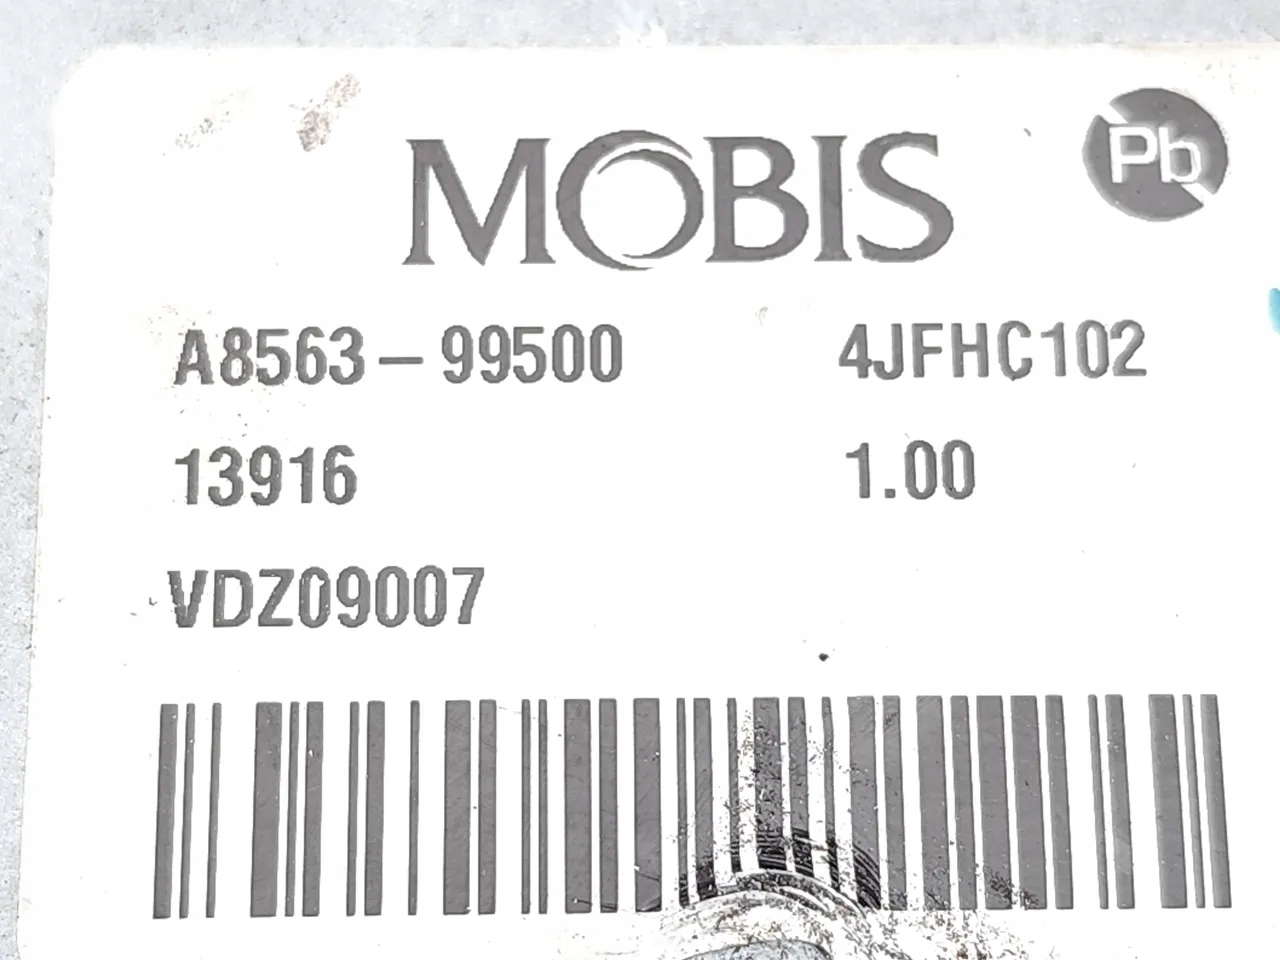 MOBIS
Pb
A8563-99500 4JFHC102
13916 1.00
VDZ09007